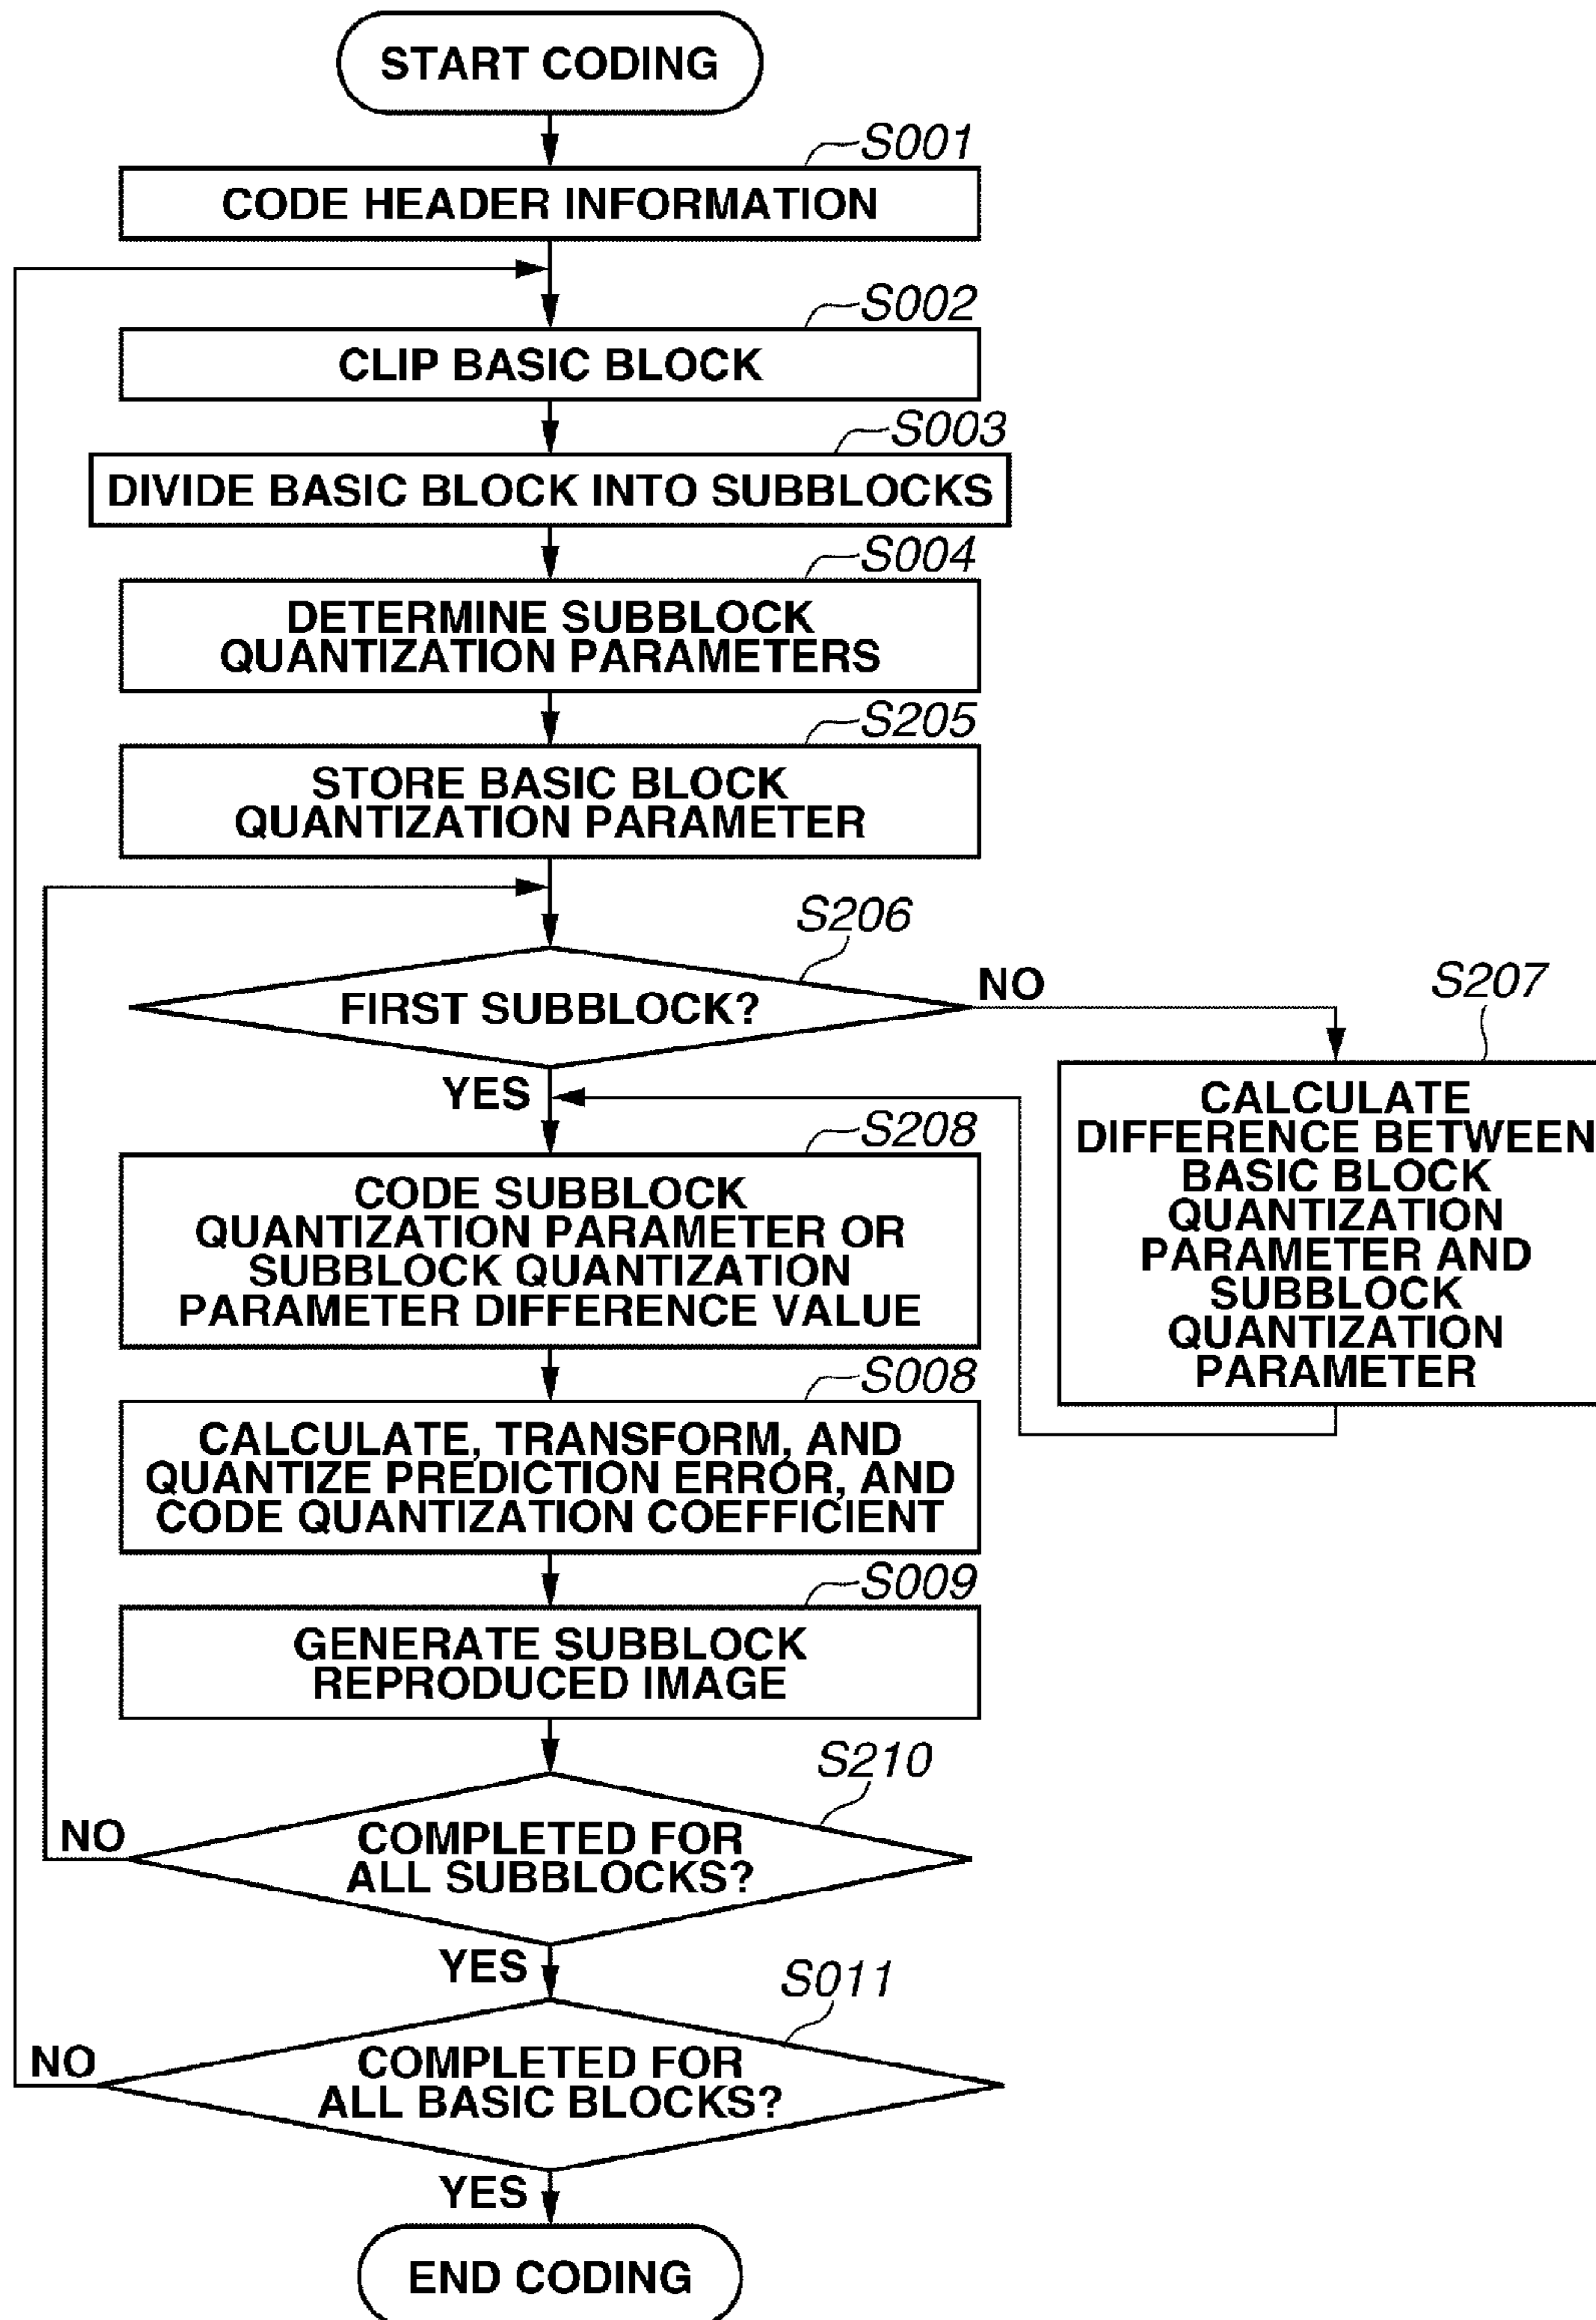 START CODING
S001
CODE HEADER INFORMATION
S002
CLIP BASIC BLOCK
S003
DIVIDE BASIC BLOCK INTO SUBBLOCKS
S004
DETERMINE SUBBLOCK
QUANTIZATION PARAMETERS
S205
STORE BASIC BLOCK
QUANTIZATION PARAMETER
S206
FIRST SUBBLOCK?
NO
S207
CALCULATE
DIFFERENCE BETWEEN
BASIC BLOCK
QUANTIZATION
PARAMETER AND
SUBBLOCK
QUANTIZATION
PARAMETER
YES
S208
CODE SUBBLOCK
QUANTIZATION PARAMETER OR
SUBBLOCK QUANTIZATION
PARAMETER DIFFERENCE VALUE
S008
CALCULATE, TRANSFORM, AND
QUANTIZE PREDICTION ERROR, AND
CODE QUANTIZATION COEFFICIENT
S009
GENERATE SUBBLOCK
REPRODUCED IMAGE
S210
COMPLETED FOR
ALL SUBBLOCKS?
NO
YES
S011
COMPLETED FOR
ALL BASIC BLOCKS?
NO
YES
END CODING